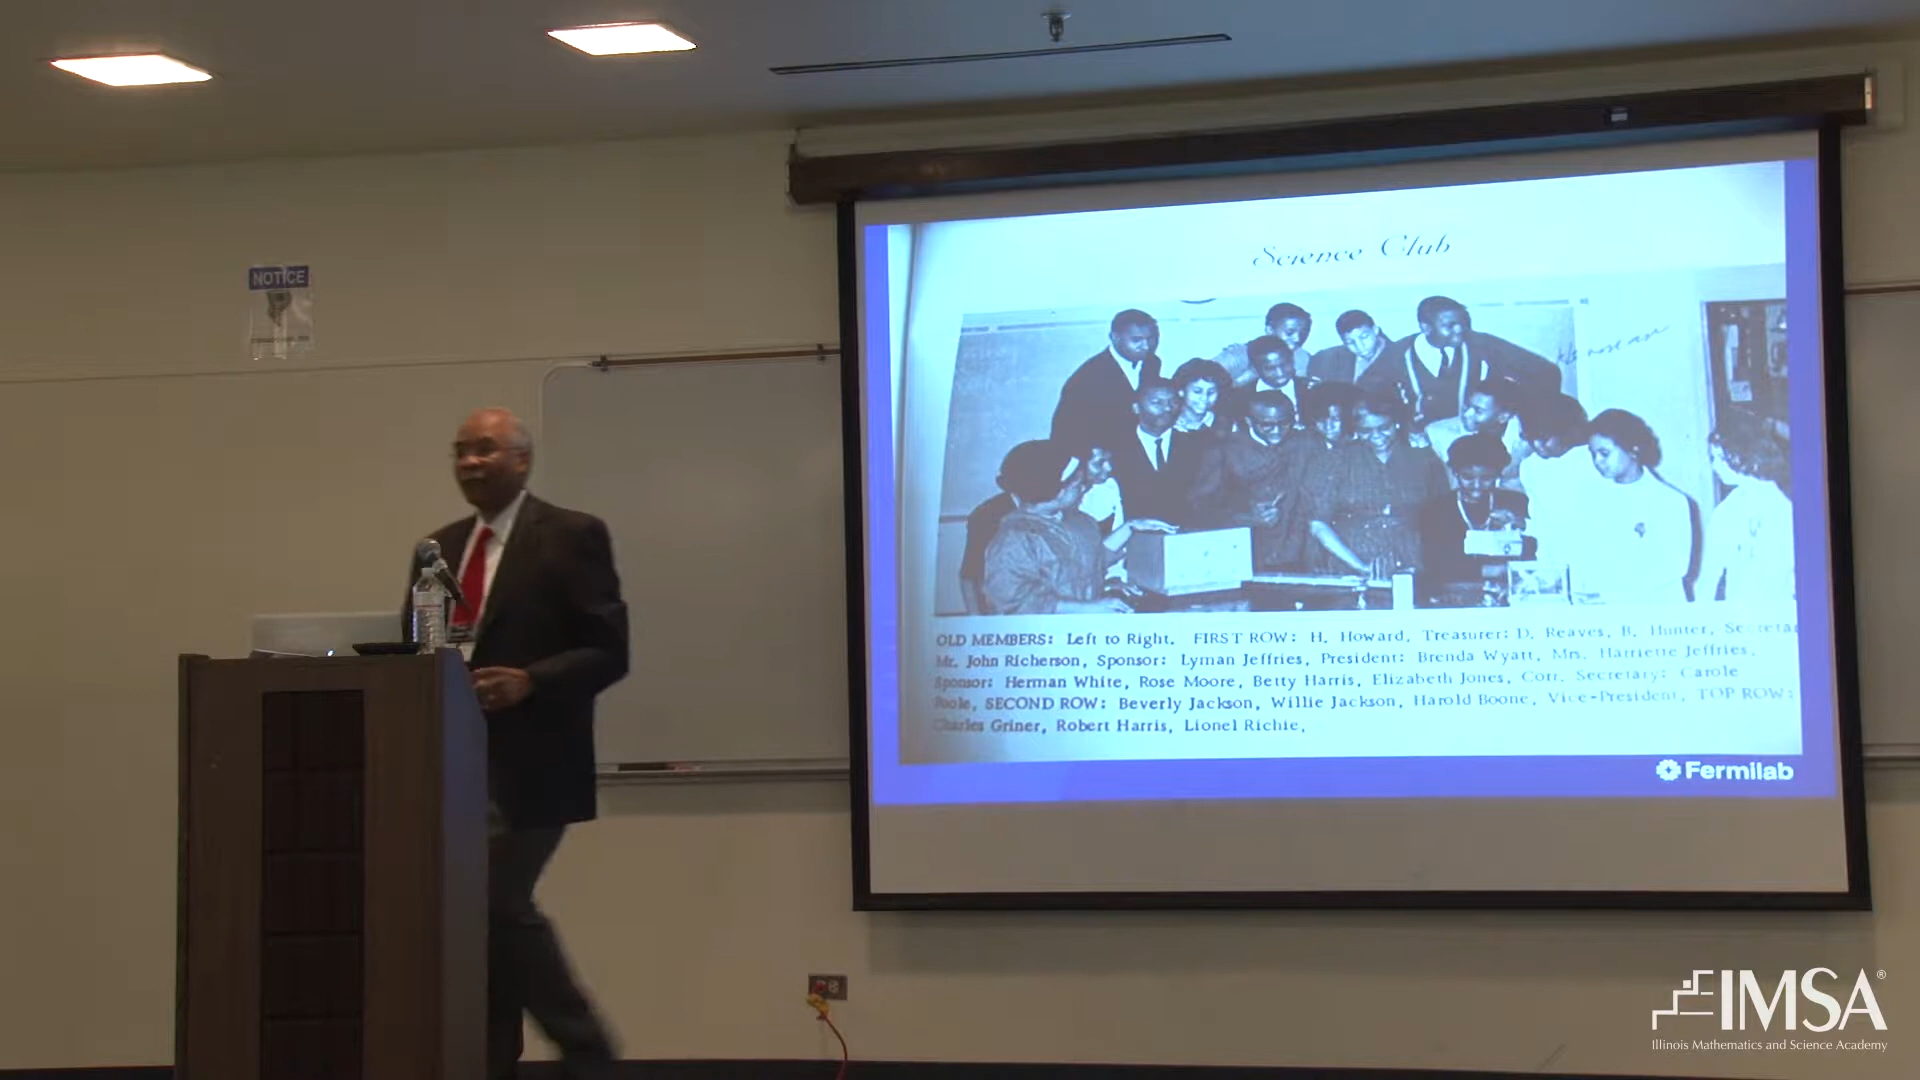 NOTICE
Science Club
OLD MEMBERS: Left to Right. FIRST ROW: H. Howard, Treasurer: D. Reaves, B. Hunter,
Mr. John Richerson, Sponsor: Lyman Jeffries, President: Brenda Wyatt, Mrs. Harriette Jeffries,
Sponsor: Herman White, Rose Moore, Betty Harris, Elizabeth Jones, Corr. Secretary: Carole
SECOND ROW: Beverly Jackson, Willie Jackson, Harold Boone, Vice-President, TOP ROW:
Charles Griner, Robert Harris, Lionel Richie,
Fermilab
IMSA®
Illinois Mathematics and Science Academy